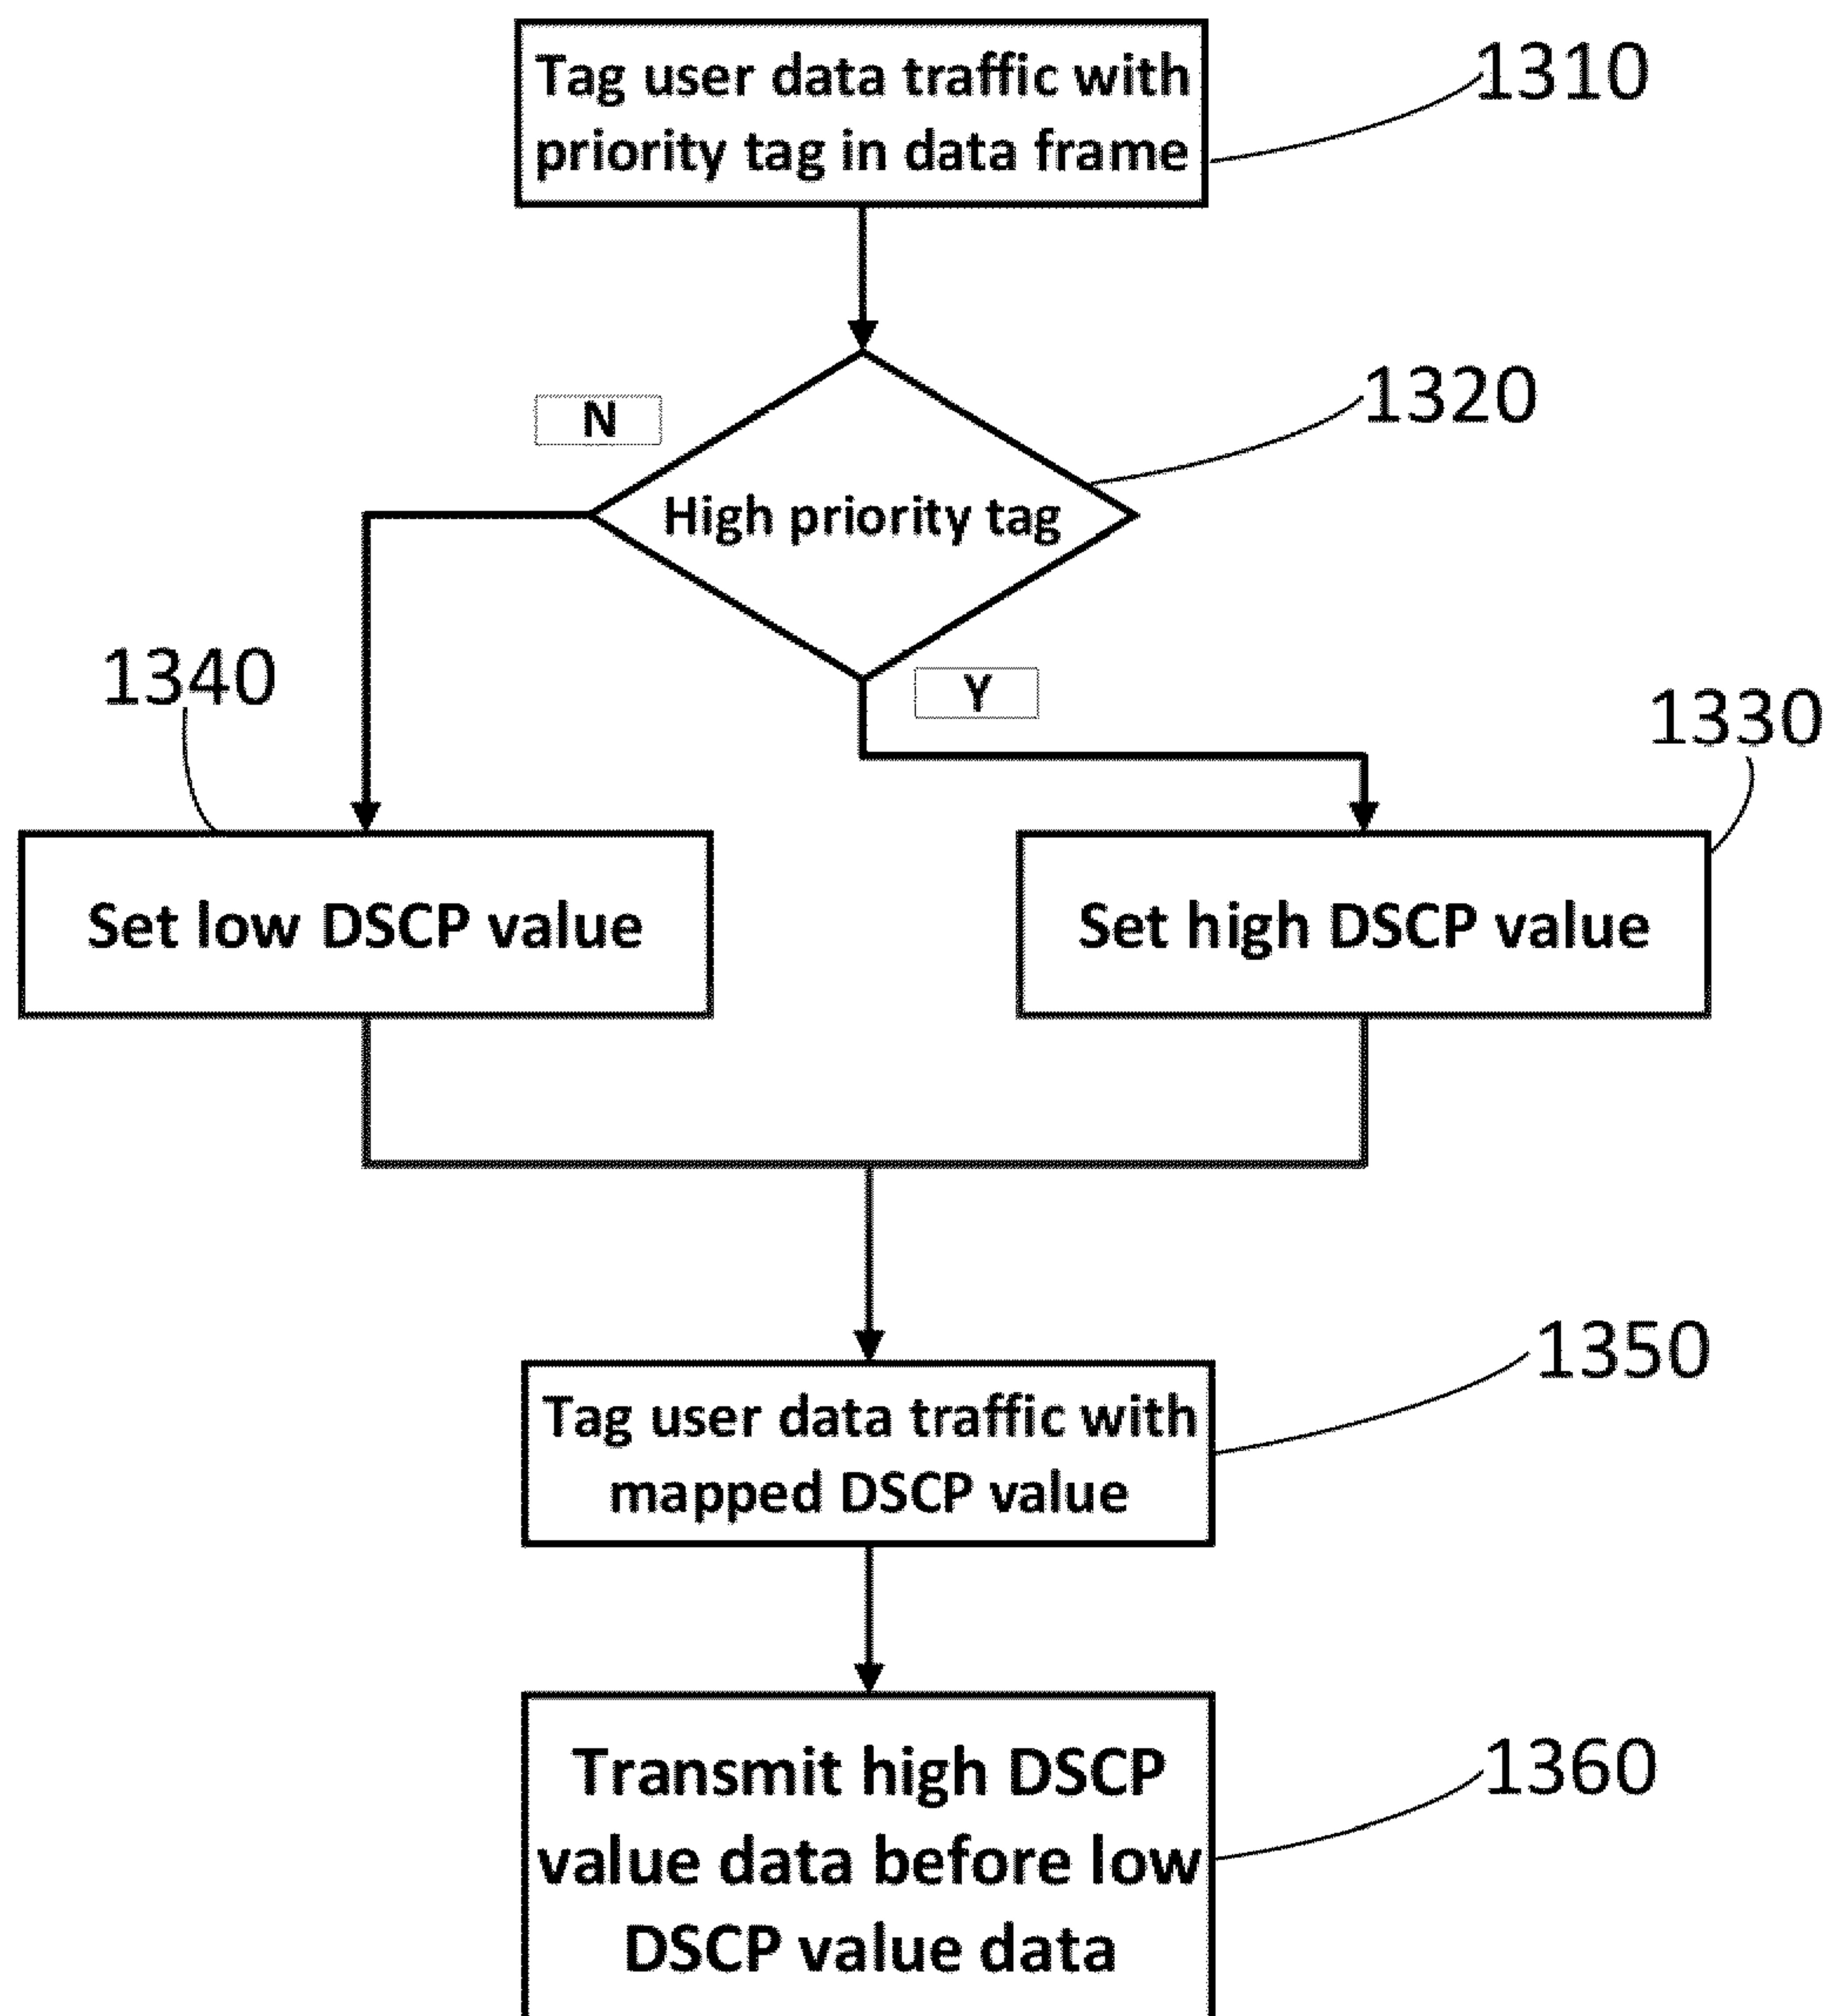 Tag user data traffic with
priority tag in data frame
1310
1320
N
High priority tag
Y
1340
1330
Set low DSCP value
Set high DSCP value
1350
Tag user data traffic with
mapped DSCP value
1360
Transmit high DSCP
value data before low
DSCP value data